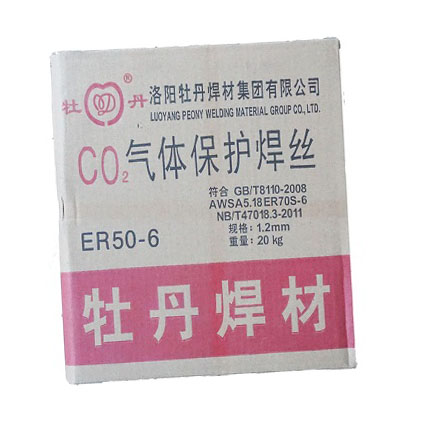 牡丹®
洛阳牡丹焊材集团有限公司
LUOYANG PEONY WELDING MATERIAL GROUP CO., LTD.
CO₂气体保护焊丝
符合 GB/T8110-2008
AWSA5.18 ER70S-6
NB/T47018.3-2011
规格：1.2mm
重量：20 kg
ER50-6
牡丹焊材